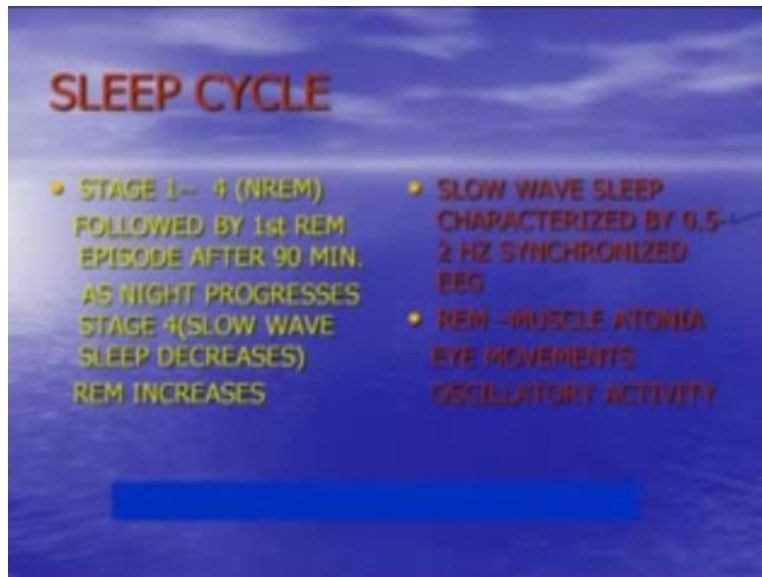 SLEEP CYCLE
• STAGE 1– 4 (NREM)
FOLLOWED BY 1st REM
EPISODE AFTER 90 MIN.
AS NIGHT PROGRESSES
STAGE 4(SLOW WAVE
SLEEP DECREASES)
REM INCREASES
• SLOW WAVE SLEEP
CHARACTERIZED BY 0.5-
2 HZ SYNCHRONIZED
EEG
• REM –MUSCLE ATONIA
EYE MOVEMENTS
OSCILLATORY ACTIVITY